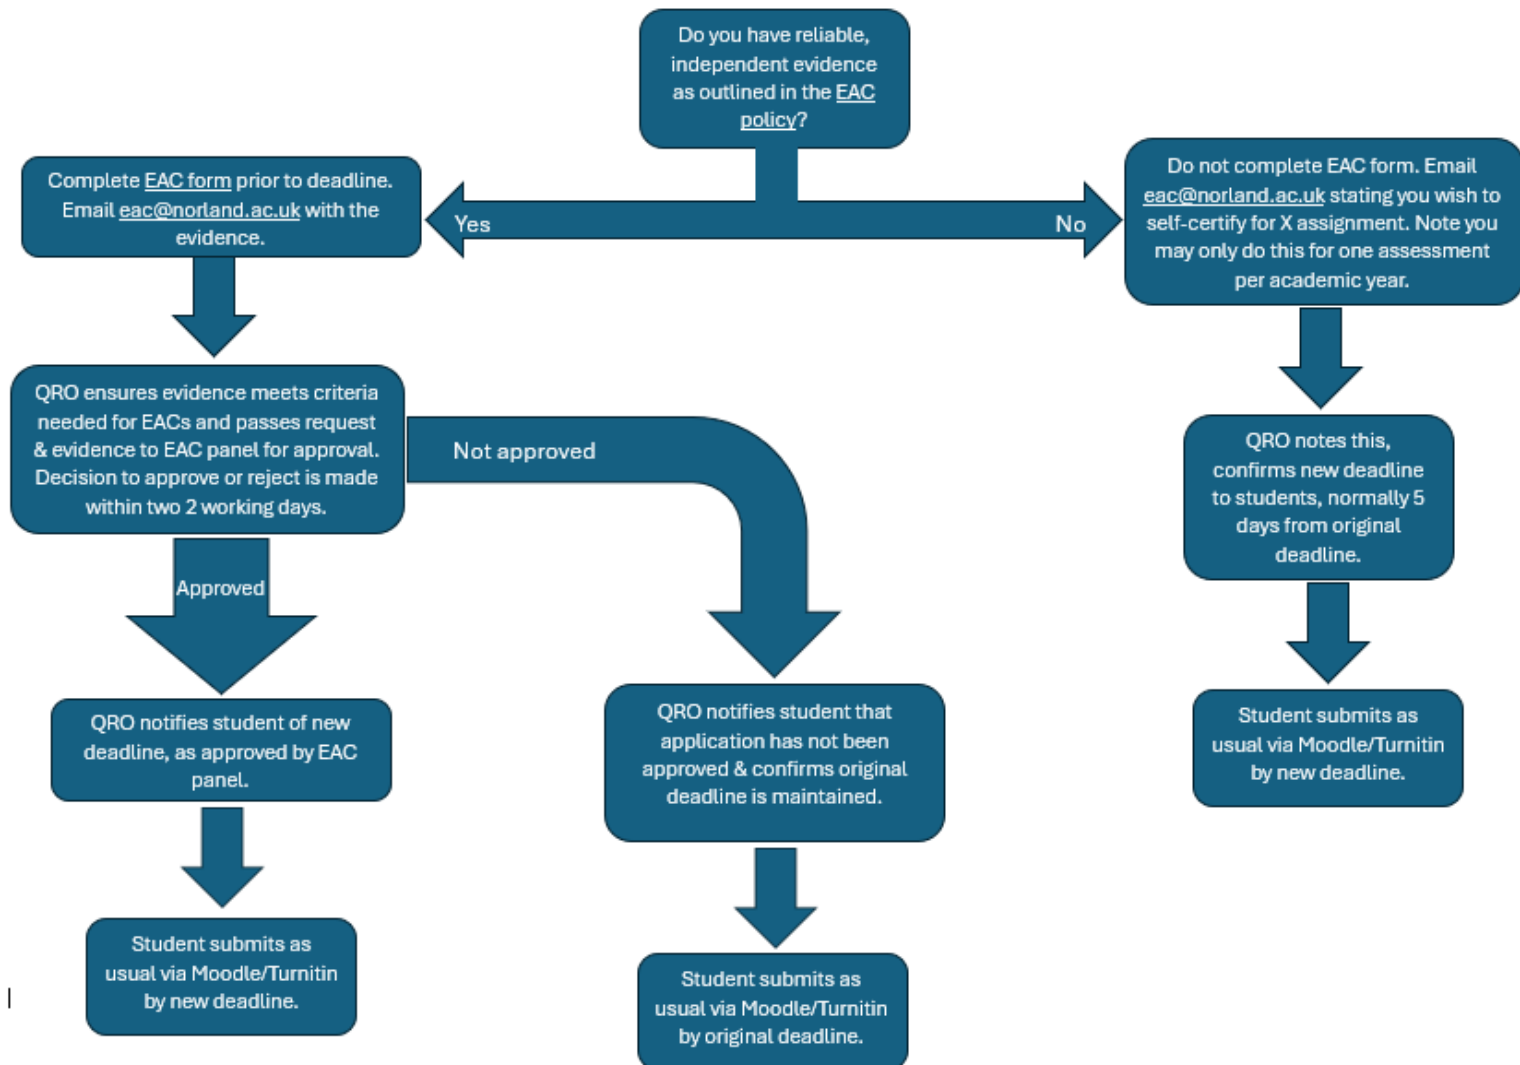 Do you have reliable,
independent evidence
as outlined in the EAC
policy?
Complete EAC form prior to deadline.
Email eac@norland.ac.uk with the
evidence.
Yes
No
Do not complete EAC form. Email
eac@norland.ac.uk stating you wish to
self-certify for X assignment. Note you
may only do this for one assessment
per academic year.
QRO ensures evidence meets criteria
needed for EACs and passes request
& evidence to EAC panel for approval.
Decision to approve or reject is made
within two 2 working days.
Not approved
QRO notes this,
confirms new deadline
to students, normally 5
days from original
deadline.
Approved
QRO notifies student of new
deadline, as approved by EAC
panel.
QRO notifies student that
application has not been
approved & confirms original
deadline is maintained.
Student submits as
usual via Moodle/Turnitin
by new deadline.
Student submits as
usual via Moodle/Turnitin
by new deadline.
Student submits as
usual via Moodle/Turnitin
by original deadline.